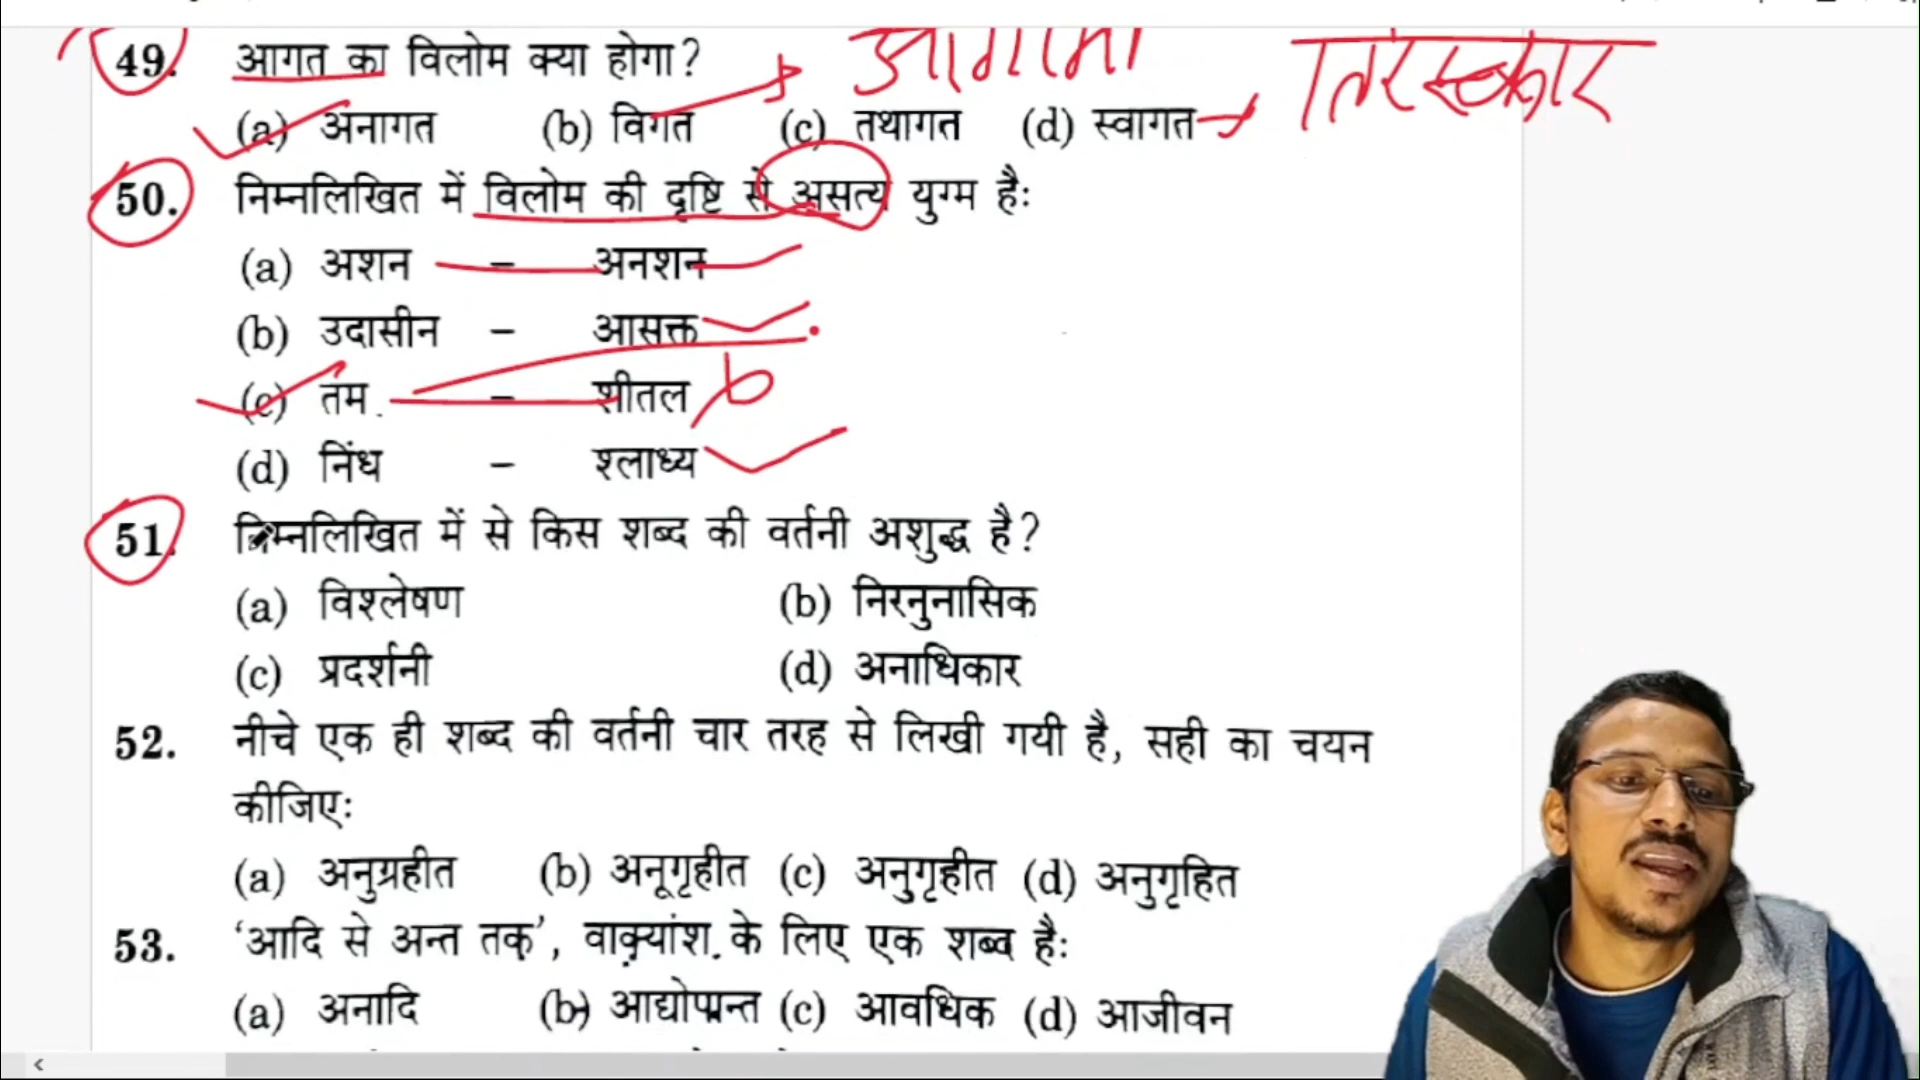 49. आगत का विलोम क्या होगा? आगामी तिरस्कार
(a) अनागत (b) विगत (c) तथागत (d) स्वागत
50. निम्नलिखित में विलोम की दृष्टि से असत्य युग्म हैः
(a) अशन – अनशन
(b) उदासीन – आसक्त
(c) तम – शीतल
(d) निंध – श्लाध्य
51. निम्नलिखित में से किस शब्द की वर्तनी अशुद्ध है?
(a) विश्लेषण (b) निरनुनासिक
(c) प्रदर्शनी (d) अनाधिकार
52. नीचे एक ही शब्द की वर्तनी चार तरह से लिखी गयी है, सही का चयन
कीजिएः
(a) अनुग्रहीत (b) अनूगृहीत (c) अनुगृहीत (d) अनुगृहित
53. ‘आदि से अन्त तक’, वाक्यांश के लिए एक शब्द हैः
(a) अनादि (b) आद्योपान्त (c) आवधिक (d) आजीवन